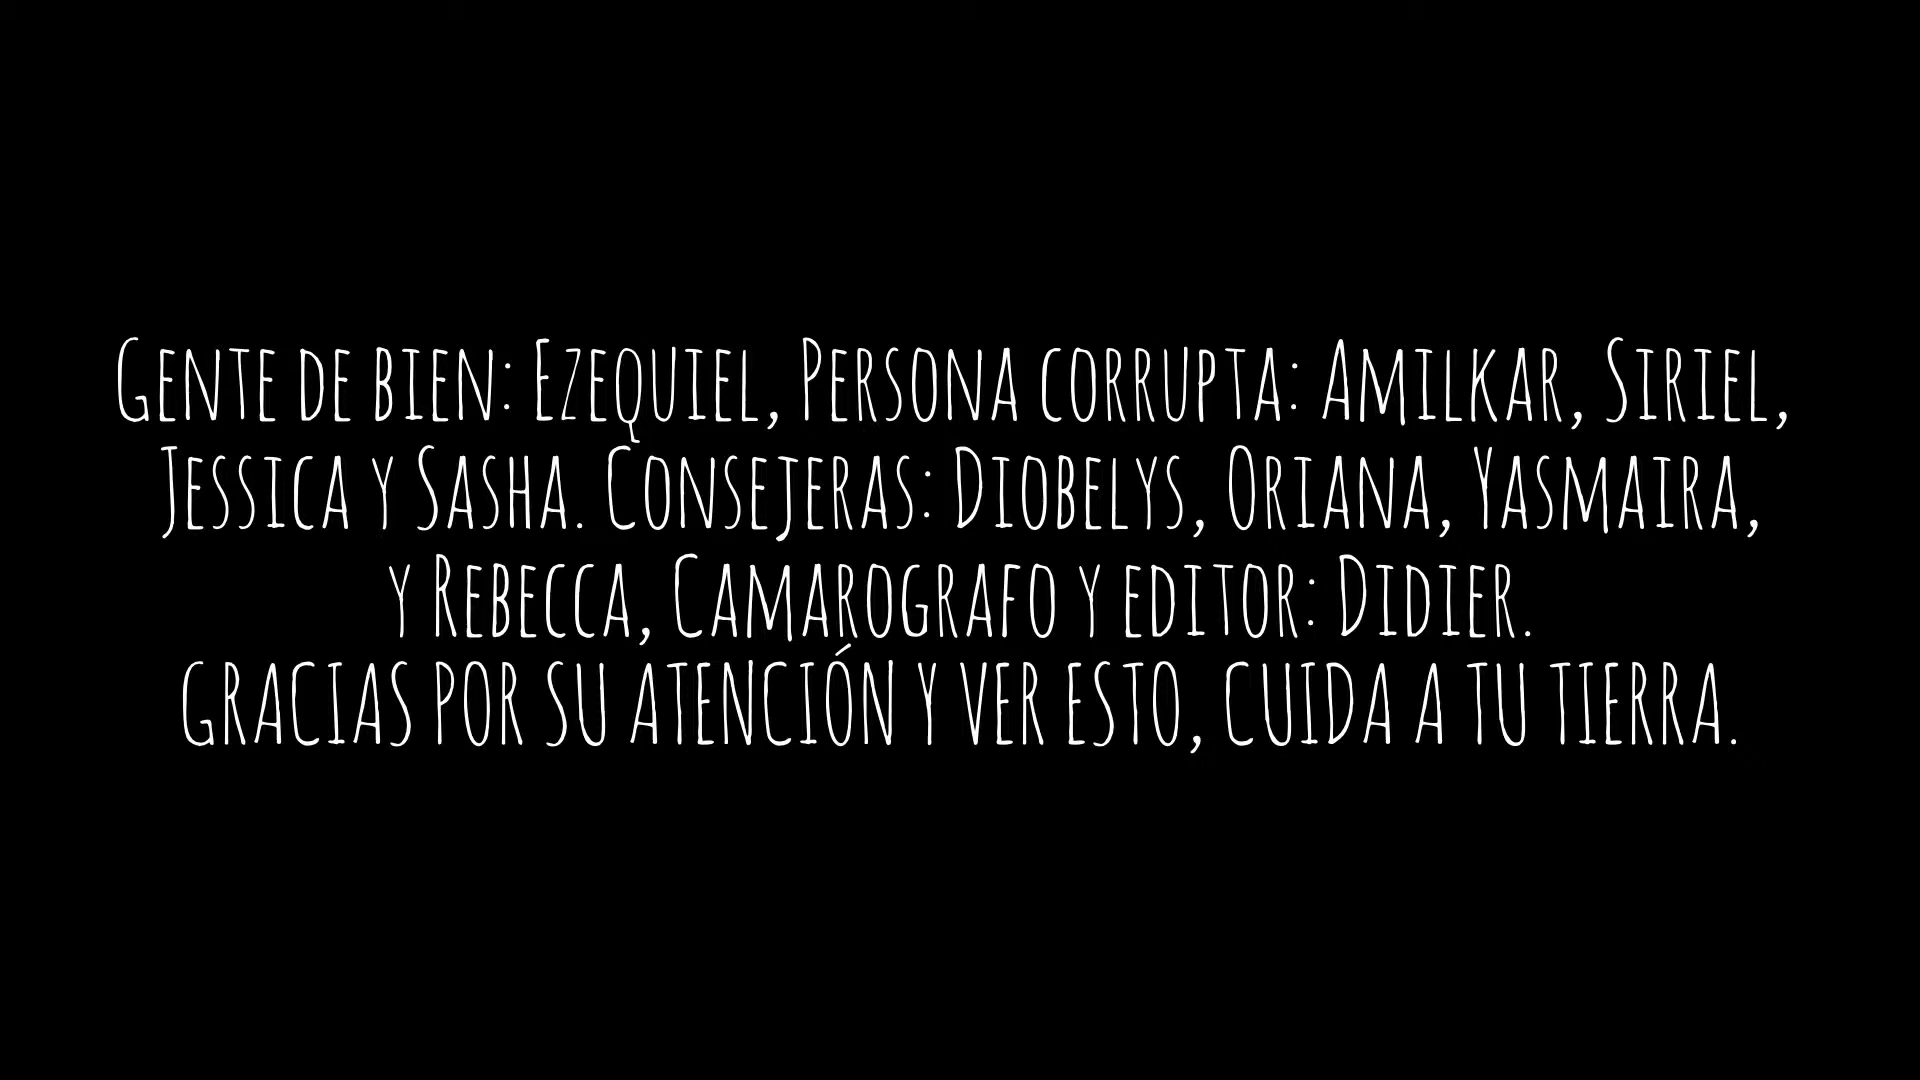 Gente de bien: Ezequiel, Persona corrupta: Amilkar, Siriel,
Jessica y Sasha. Consejeras: Diobelys, Oriana, Yasmaira,
y Rebecca, Camarografo y editor: Didier.
GRACIAS POR SU ATENCIÓN Y VER ESTO, CUIDA A TU TIERRA.